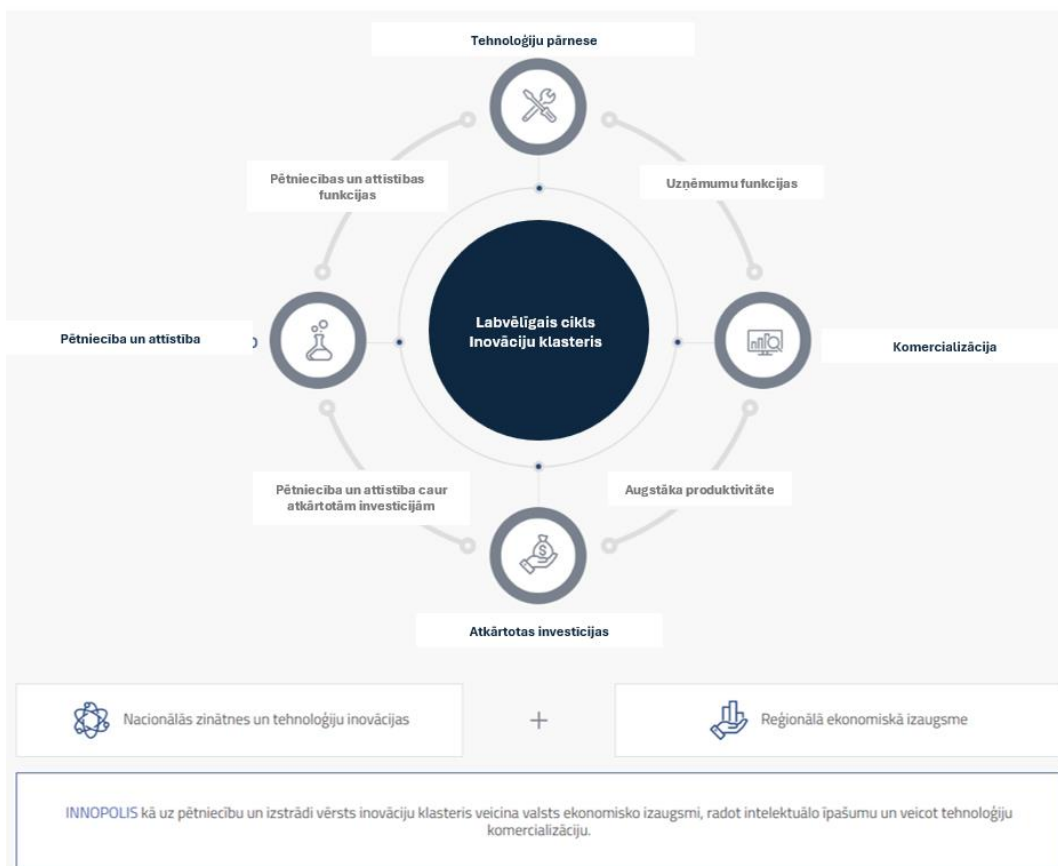 Tehnoloģiju pārnese
Pētniecības un attīstības
funkcijas
Uzņēmumu funkcijas
Labvēlīgais cikls
Inovāciju klasteris
Pētniecība un attīstība
Komercializācija
Pētniecība un attīstība caur
atkārtotām investīcijām
Augstāka produktivitāte
Atkārtotas investīcijas
Nacionālās zinātnes un tehnoloģiju inovācijas
+
Reģionālā ekonomiskā izaugsme
INNOPOLIS kā uz pētniecību un izstrādi vērsts inovāciju klasteris veicina valsts ekonomisko izaugsmi, radot intelektuālo īpašumu un veicot tehnoloģiju
komercializāciju.